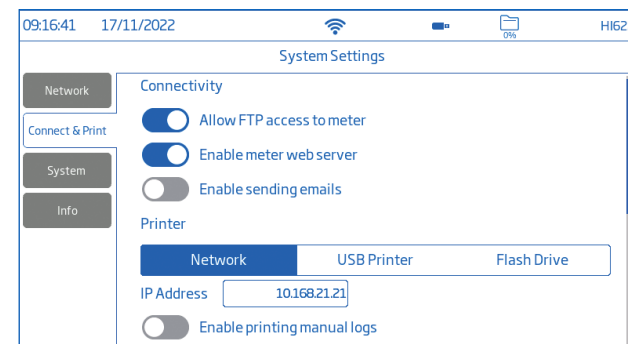 09:16:41 17/11/2022 0% HI62
System Settings
Network
Connect & Print
System
Info
Connectivity
Allow FTP access to meter
Enable meter web server
Enable sending emails
Printer
Network USB Printer Flash Drive
IP Address 10.168.21.21
Enable printing manual logs